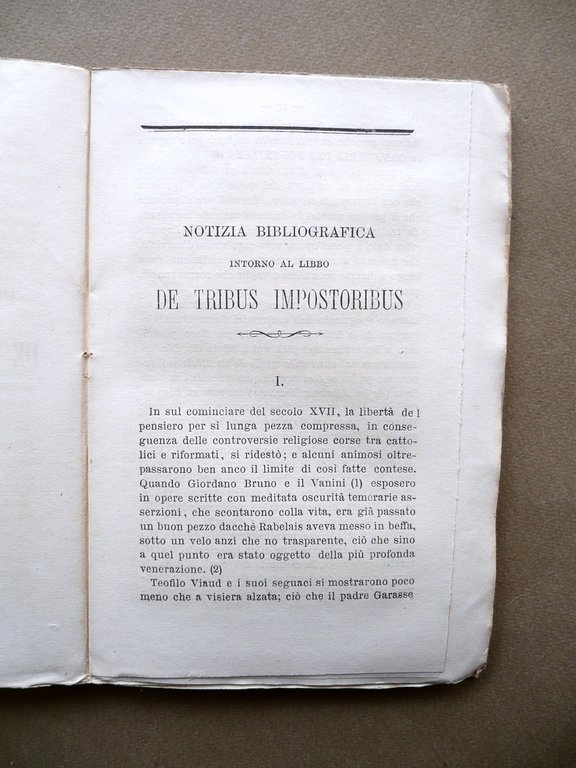 NOTIZIA BIBLIOGRAFICA
INTORNO AL LIBBO
DE TRIBUS IMPOSTORIBUS
I.
In sul cominciare del secolo XVII, la libertà del
pensiero per sì lunga pezza compressa, in conse-
guenza delle controversie religiose corse tra catto-
lici e riformati, si ridestò; e alcuni animosi oltre-
passarono ben anco il limite di così fatte contese.
Quando Giordano Bruno e il Vanini (1) esposero
in opere scritte con meditata oscurità temerarie as-
serzioni, che scontarono colla vita, era già passato
un buon pezzo dacché Rabelais aveva messo in beffa,
sotto un velo anzi che no trasparente, ciò che sino
a quel punto era stato oggetto della più profonda
venerazione. (2)
Teofilo Viaud e i suoi seguaci si mostrarono poco
meno che a visiera alzata; ciò che il padre Garasse